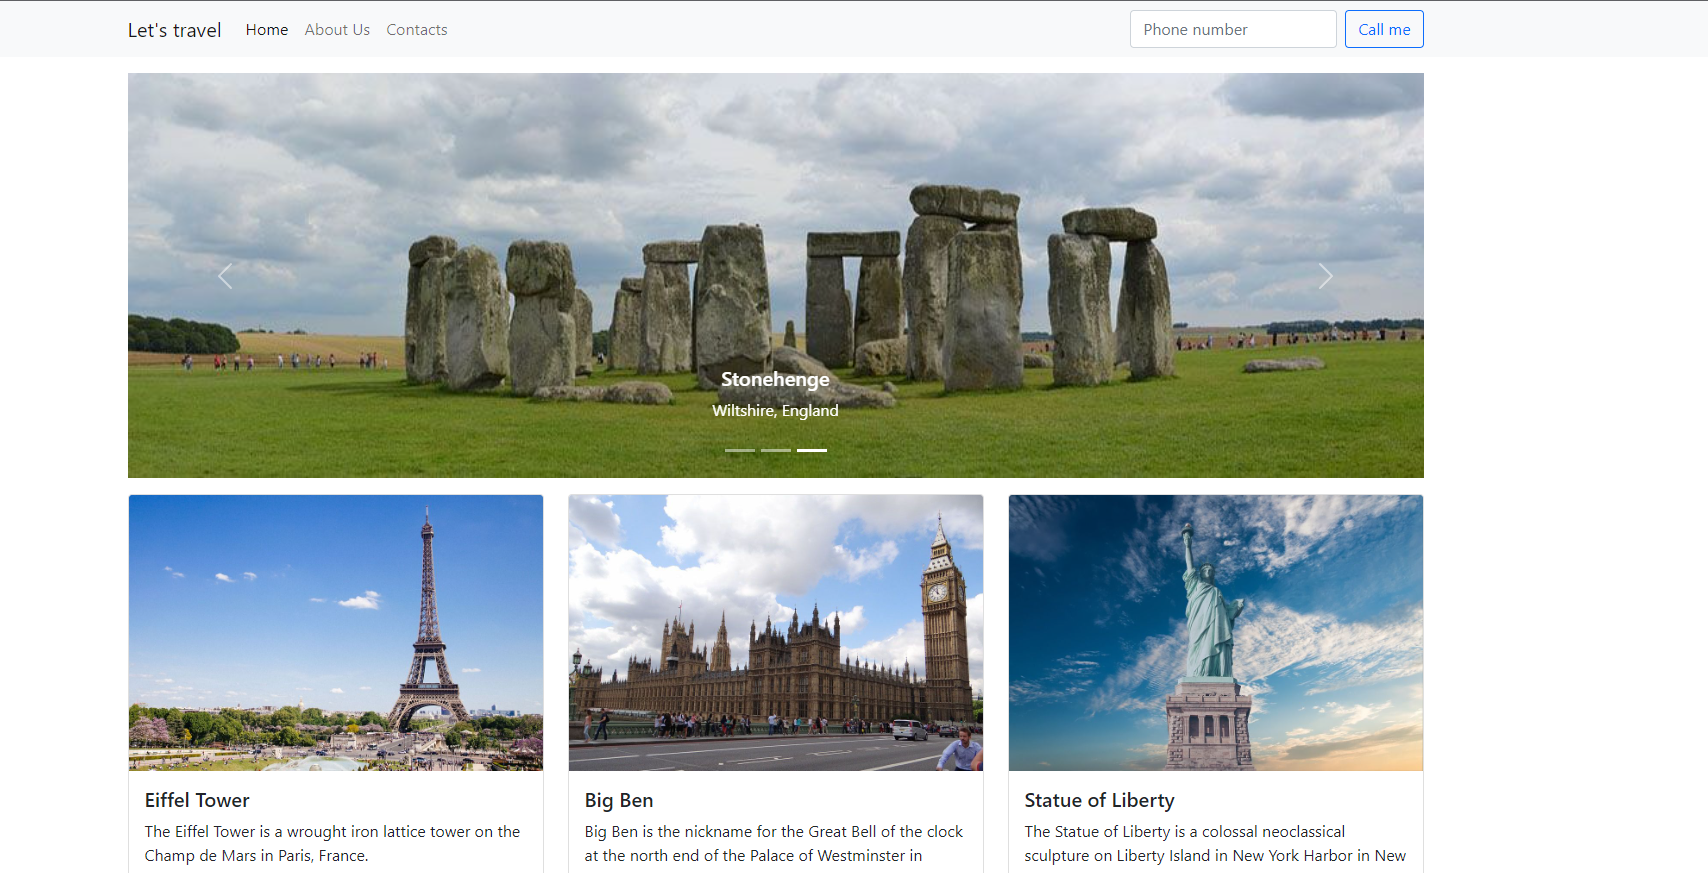 Let's travel Home About Us Contacts Phone number Call me
Stonehenge
Wiltshire, England
Eiffel Tower
The Eiffel Tower is a wrought iron lattice tower on the
Champ de Mars in Paris, France.
Big Ben
Big Ben is the nickname for the Great Bell of the clock
at the north end of the Palace of Westminster in
Statue of Liberty
The Statue of Liberty is a colossal neoclassical
sculpture on Liberty Island in New York Harbor in New